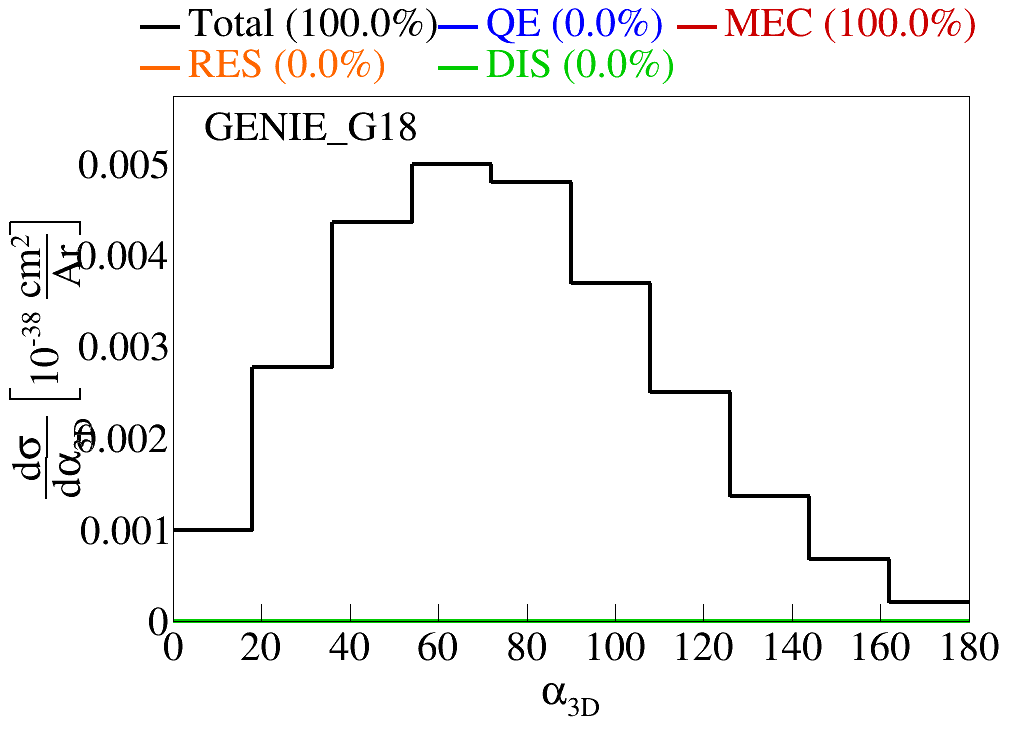 Total (100.0%) QE (0.0%) MEC (100.0%)
RES (0.0%) DIS (0.0%)
GENIE_G18
0.005
0.004
0.003
0.002
0.001
0
dσ/dα3D [10^-38 cm^2/Ar]
0 20 40 60 80 100 120 140 160 180
α3D